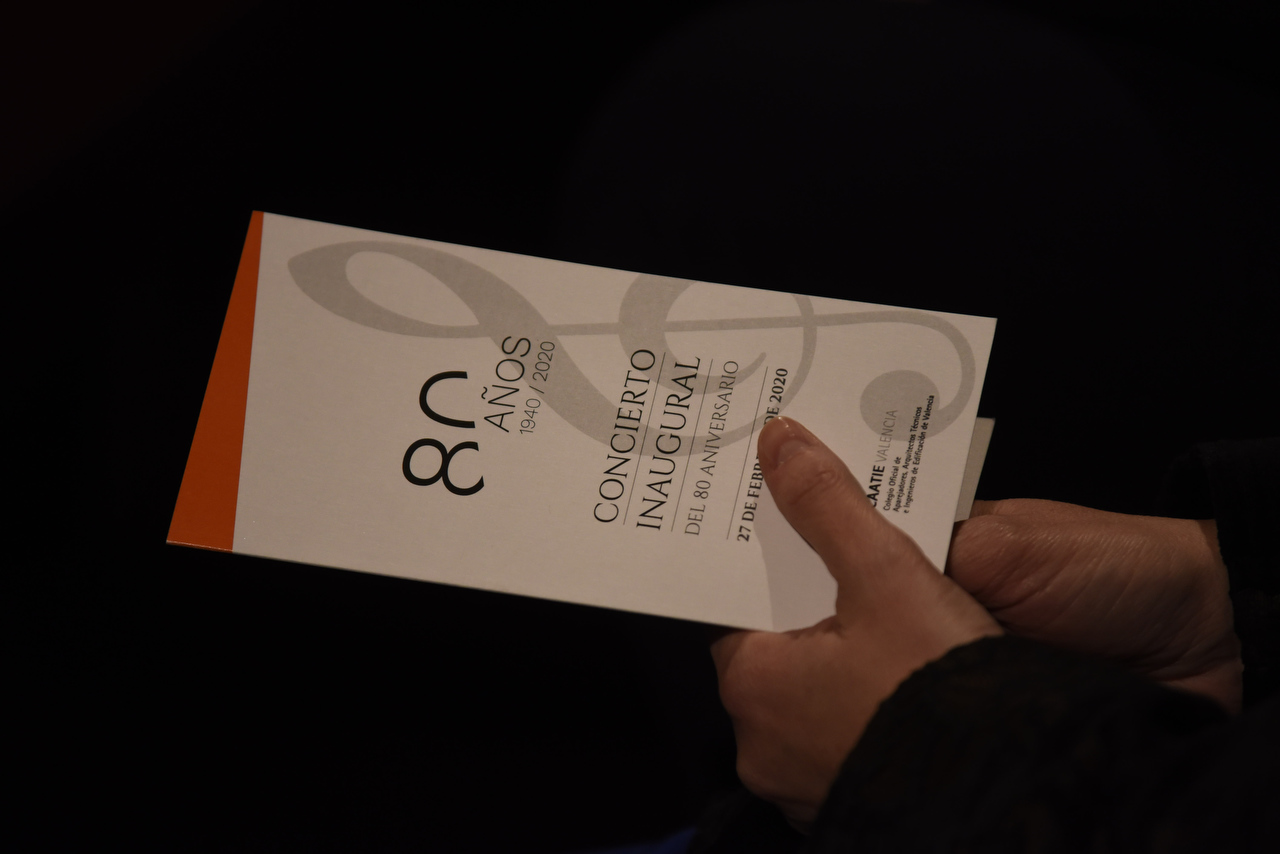 80
AÑOS
1940 / 2020
CONCIERTO
INAUGURAL
DEL 80 ANIVERSARIO
27 DE FEBR DE 2020
CAATIE VALENCIA
Colegio Oficial de
Aparejadores, Arquitectos Técnicos
e Ingenieros de Edificación de Valencia